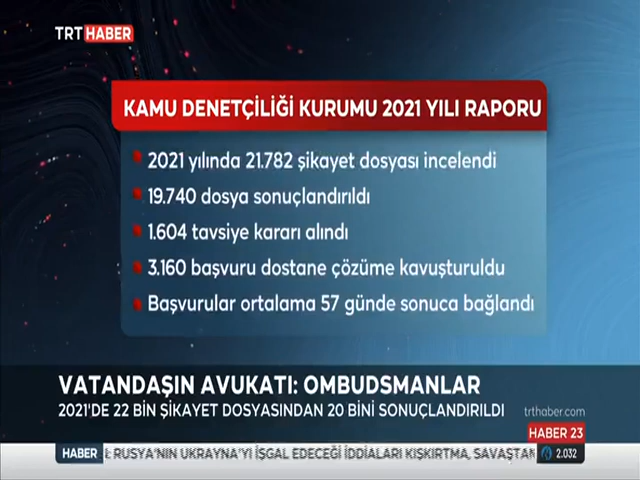 TRT HABER
KAMU DENETÇİLİĞİ KURUMU 2021 YILI RAPORU
2021 yılında 21.782 şikayet dosyası incelendi
19.740 dosya sonuçlandırıldı
1.604 tavsiye kararı alındı
3.160 başvuru dostane çözüme kavuşturuldu
Başvurular ortalama 57 günde sonuca bağlandı
VATANDAŞIN AVUKATI: OMBUDSMANLAR
2021'DE 22 BİN ŞİKAYET DOSYASINDAN 20 BİNİ SONUÇLANDIRILDI
trthaber.com
HABER 23
HABER : RUSYA'NIN UKRAYNA'YI İŞGAL EDECEĞİ İDDİALARI KIŞKIRTMA, SAVAŞTAN 2.032